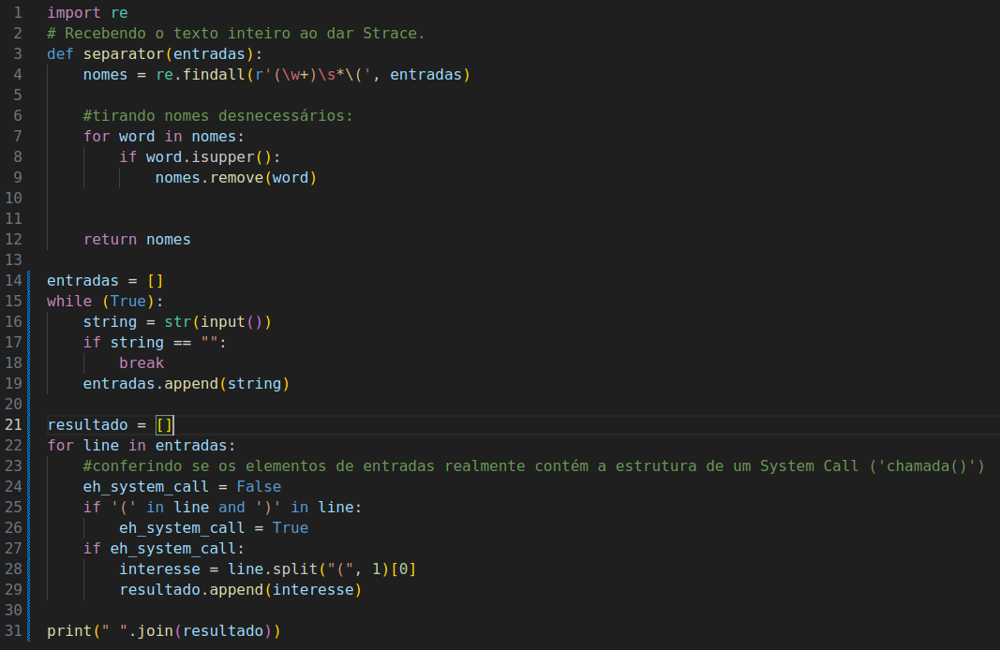 1 import re
2 # Recebendo o texto inteiro ao dar Strace.
3 def separator(entradas):
4     nomes = re.findall(r'(\w+)\s*\(', entradas)
5
6     #tirando nomes desnecessários:
7     for word in nomes:
8         if word.isupper():
9             nomes.remove(word)
10
11
12     return nomes
13
14 entradas = []
15 while (True):
16     string = str(input())
17     if string == "":
18         break
19     entradas.append(string)
20
21 resultado = []
22 for line in entradas:
23     #conferindo se os elementos de entradas realmente contém a estrutura de um System Call ('chamada()')
24     eh_system_call = False
25     if '(' in line and ')' in line:
26         eh_system_call = True
27     if eh_system_call:
28         interesse = line.split("(", 1)[0]
29         resultado.append(interesse)
30
31 print(" ".join(resultado))